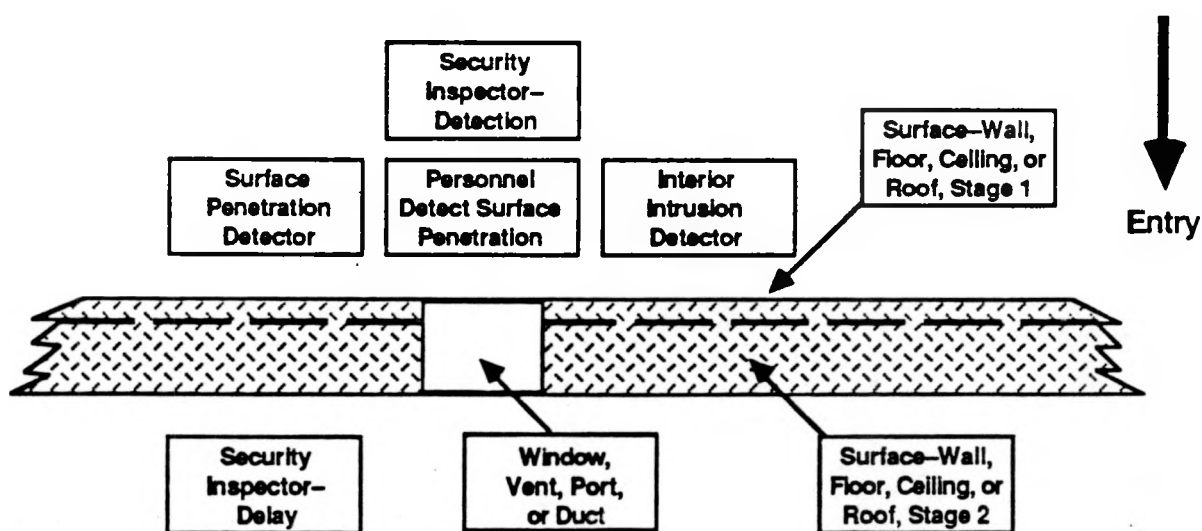 Security
Inspector–
Detection
Surface–Wall,
Floor, Ceiling, or
Roof, Stage 1
Surface
Penetration
Detector
Personnel
Detect Surface
Penetration
Interior
Intrusion
Detector
Entry
Security
Inspector–
Delay
Window,
Vent, Port,
or Duct
Surface–Wall,
Floor, Ceiling, or
Roof, Stage 2